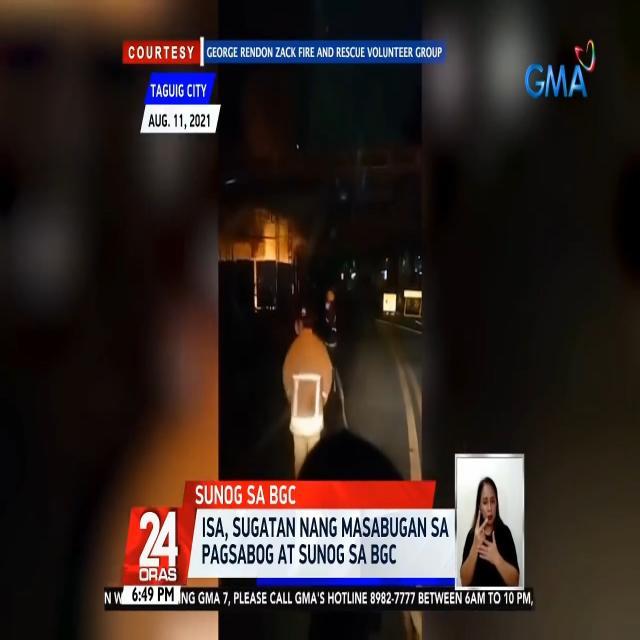 COURTESY GEORGE RENDON ZACK FIRE AND RESCUE VOLUNTEER GROUP
GMA
TAGUIG CITY
AUG. 11, 2021
SUNOG SA BGC
24 ORAS
ISA, SUGATAN NANG MASABUGAN SA
PAGSABOG AT SUNOG SA BGC
6:49 PM
NG GMA 7, PLEASE CALL GMA'S HOTLINE 8982-7777 BETWEEN 6AM TO 10 PM,